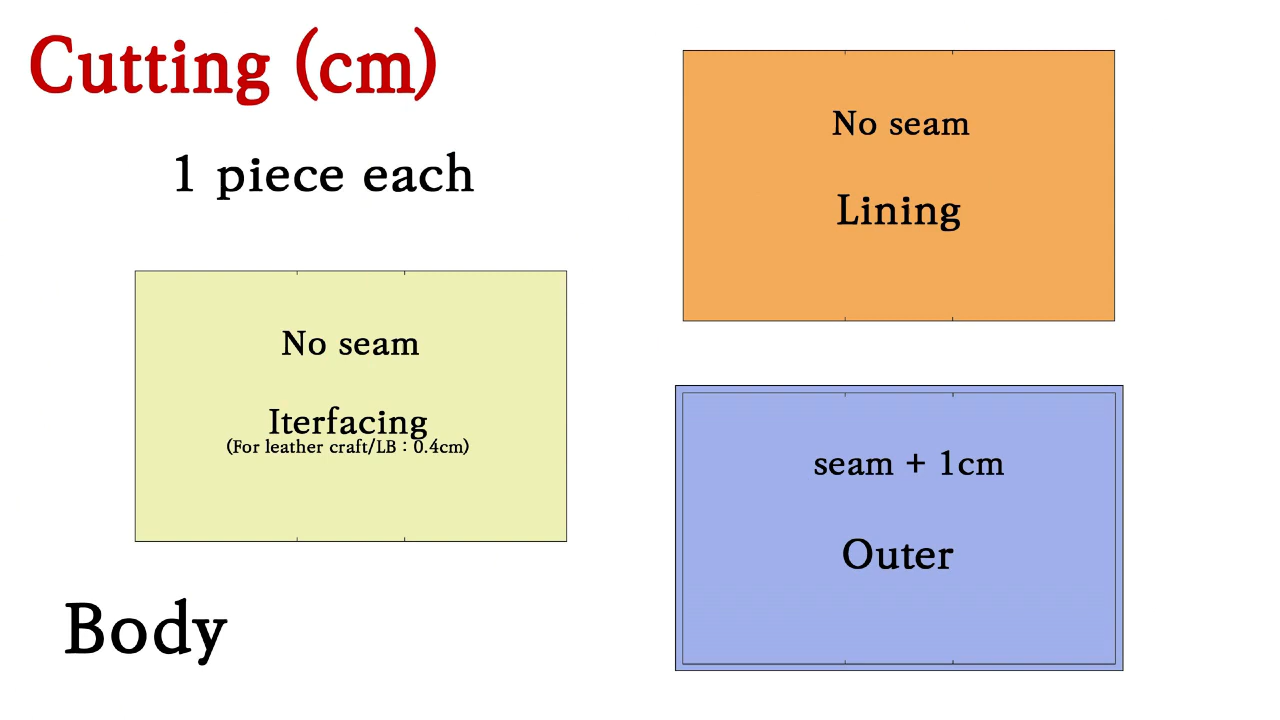 Cutting (cm)
1 piece each
No seam
Lining
No seam
Iterfacing
(For leather craft/LB : 0.4cm)
seam + 1cm
Outer
Body